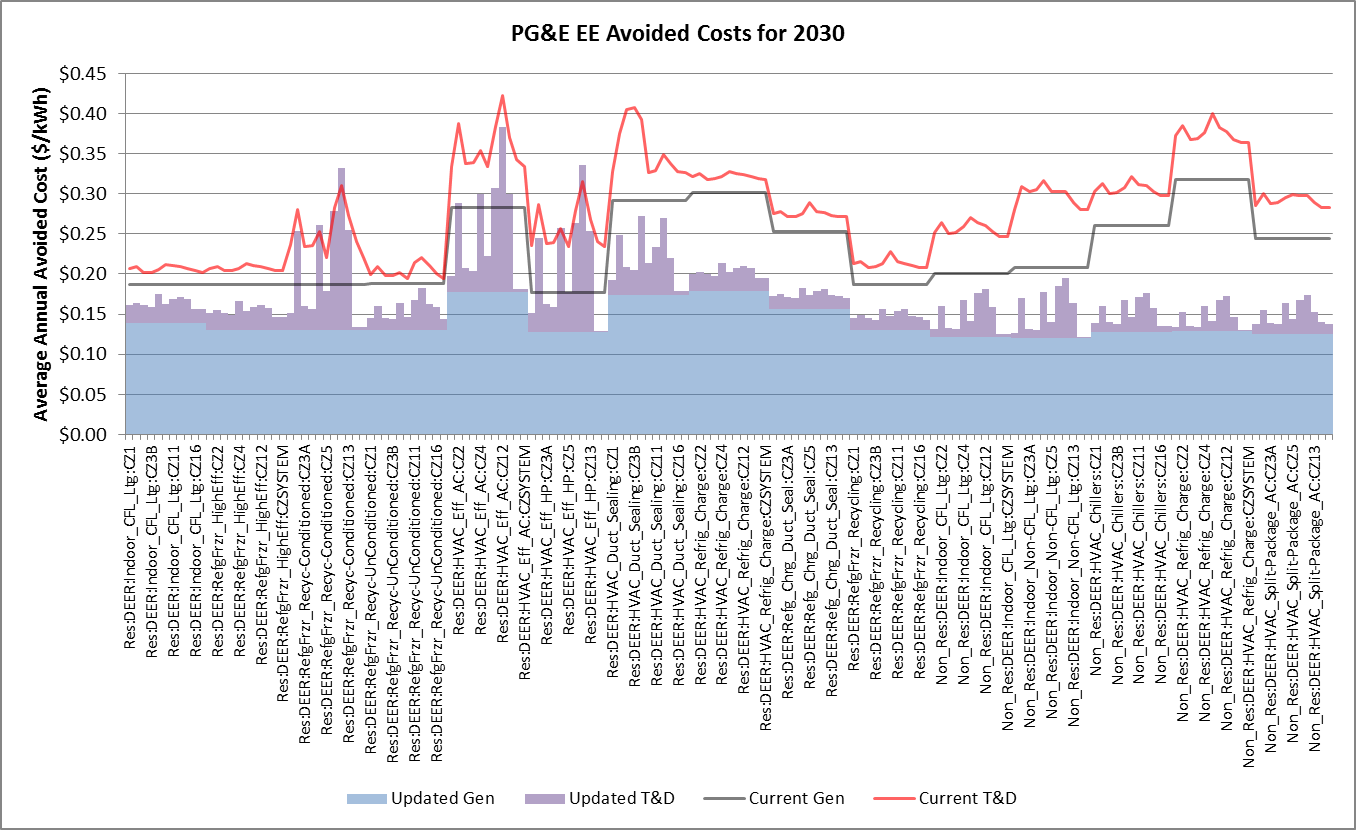 PG&E EE Avoided Costs for 2030
Average Annual Avoided Cost ($/kWh)
$0.45
$0.40
$0.35
$0.30
$0.25
$0.20
$0.15
$0.10
$0.05
$0.00
Res:DEER:Indoor_CFL_Ltg:CZ1
Res:DEER:Indoor_CFL_Ltg:CZ3B
Res:DEER:Indoor_CFL_Ltg:CZ11
Res:DEER:Indoor_CFL_Ltg:CZ16
Res:DEER:RefgFrzr_HighEff:CZ2
Res:DEER:RefgFrzr_HighEff:CZ4
Res:DEER:RefgFrzr_HighEff:CZ12
Res:DEER:RefgFrzr_HighEff:CZSYSTEM
Res:DEER:RefgFrzr_Recyc-Conditioned:CZ3A
Res:DEER:RefgFrzr_Recyc-Conditioned:CZ5
Res:DEER:RefgFrzr_Recyc-Conditioned:CZ13
Res:DEER:RefgFrzr_Recyc-UnConditioned:CZ1
Res:DEER:RefgFrzr_Recyc-UnConditioned:CZ3B
Res:DEER:RefgFrzr_Recyc-UnConditioned:CZ11
Res:DEER:RefgFrzr_Recyc-UnConditioned:CZ16
Res:DEER:HVAC_Eff_AC:CZ2
Res:DEER:HVAC_Eff_AC:CZ4
Res:DEER:HVAC_Eff_AC:CZ12
Res:DEER:HVAC_Eff_AC:CZSYSTEM
Res:DEER:HVAC_Eff_HP:CZ3A
Res:DEER:HVAC_Eff_HP:CZ5
Res:DEER:HVAC_Eff_HP:CZ13
Res:DEER:HVAC_Duct_Sealing:CZ1
Res:DEER:HVAC_Duct_Sealing:CZ3B
Res:DEER:HVAC_Duct_Sealing:CZ11
Res:DEER:HVAC_Duct_Sealing:CZ16
Res:DEER:HVAC_Refrig_Charge:CZ2
Res:DEER:HVAC_Refrig_Charge:CZ4
Res:DEER:HVAC_Refrig_Charge:CZ12
Res:DEER:HVAC_Refrig_Charge:CZSYSTEM
Res:DEER:Refg_Chrg_Duct_Seal:CZ3A
Res:DEER:Refg_Chrg_Duct_Seal:CZ5
Res:DEER:Refg_Chrg_Duct_Seal:CZ13
Res:DEER:RefgFrzr_Recycling:CZ1
Res:DEER:RefgFrzr_Recycling:CZ3B
Res:DEER:RefgFrzr_Recycling:CZ11
Res:DEER:RefgFrzr_Recycling:CZ16
Non_Res:DEER:Indoor_CFL_Ltg:CZ2
Non_Res:DEER:Indoor_CFL_Ltg:CZ4
Non_Res:DEER:Indoor_CFL_Ltg:CZ12
Non_Res:DEER:Indoor_CFL_Ltg:CZSYSTEM
Non_Res:DEER:Indoor_Non-CFL_Ltg:CZ3A
Non_Res:DEER:Indoor_Non-CFL_Ltg:CZ5
Non_Res:DEER:Indoor_Non-CFL_Ltg:CZ13
Non_Res:DEER:HVAC_Chillers:CZ1
Non_Res:DEER:HVAC_Chillers:CZ3B
Non_Res:DEER:HVAC_Chillers:CZ11
Non_Res:DEER:HVAC_Chillers:CZ16
Non_Res:DEER:HVAC_Refrig_Charge:CZ2
Non_Res:DEER:HVAC_Refrig_Charge:CZ4
Non_Res:DEER:HVAC_Refrig_Charge:CZ12
Non_Res:DEER:HVAC_Refrig_Charge:CZSYSTEM
Non_Res:DEER:HVAC_Split-Package_AC:CZ3A
Non_Res:DEER:HVAC_Split-Package_AC:CZ5
Non_Res:DEER:HVAC_Split-Package_AC:CZ13
Updated Gen
Updated T&D
Current Gen
Current T&D